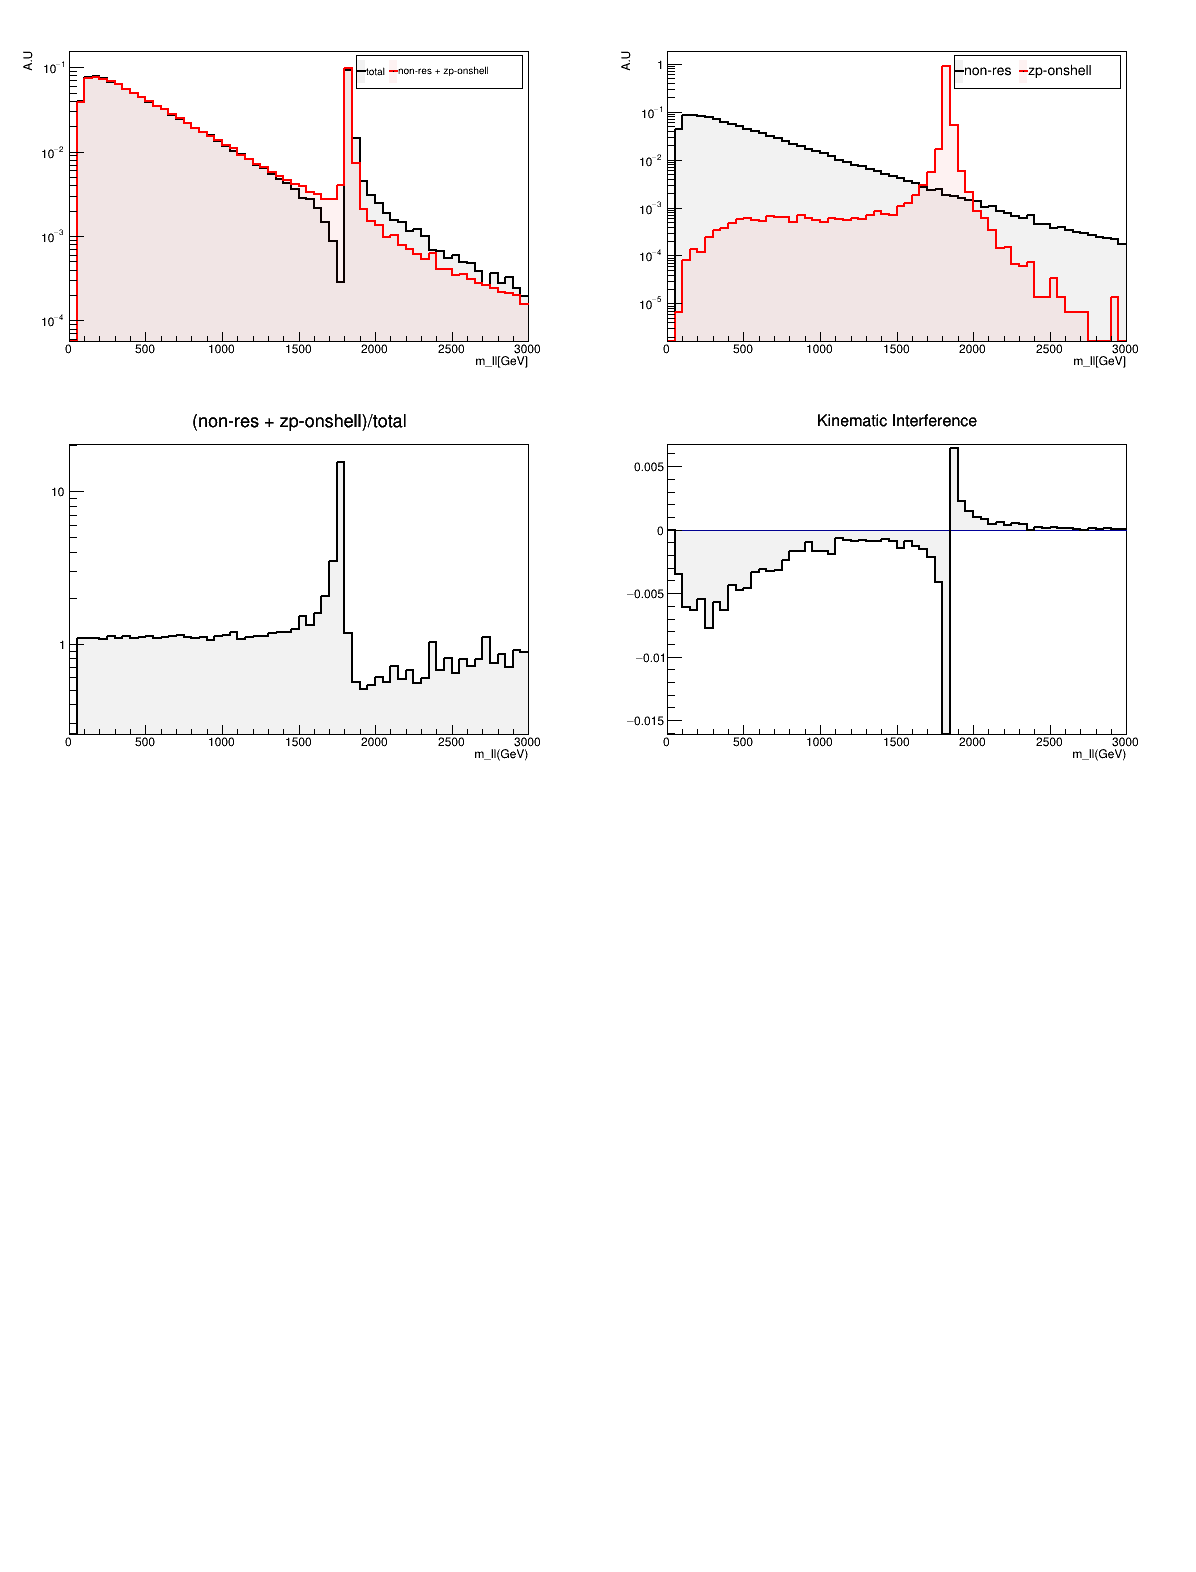 A.U
total non-res + zp-onshell
10−1
10−2
10−3
10−4
0 500 1000 1500 2000 2500 3000
m_ll[GeV]
A.U
non-res zp-onshell
1
10−1
10−2
10−3
10−4
10−5
0 500 1000 1500 2000 2500 3000
m_ll[GeV]
(non-res + zp-onshell)/total
10
1
0 500 1000 1500 2000 2500 3000
m_ll(GeV)
Kinematic Interference
0.005
0
−0.005
−0.01
−0.015
0 500 1000 1500 2000 2500 3000
m_ll(GeV)